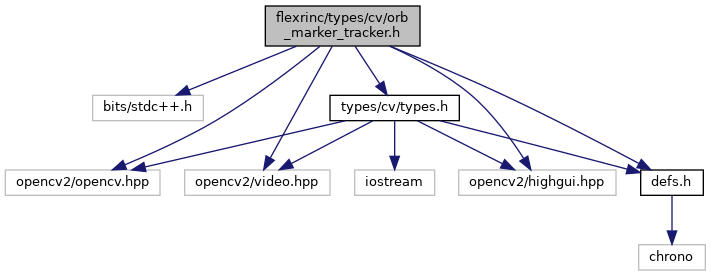 flexrinc/types/cv/orb
_marker_tracker.h
bits/stdc++.h
types/cv/types.h
opencv2/opencv.hpp
opencv2/video.hpp
iostream
opencv2/highgui.hpp
defs.h
chrono